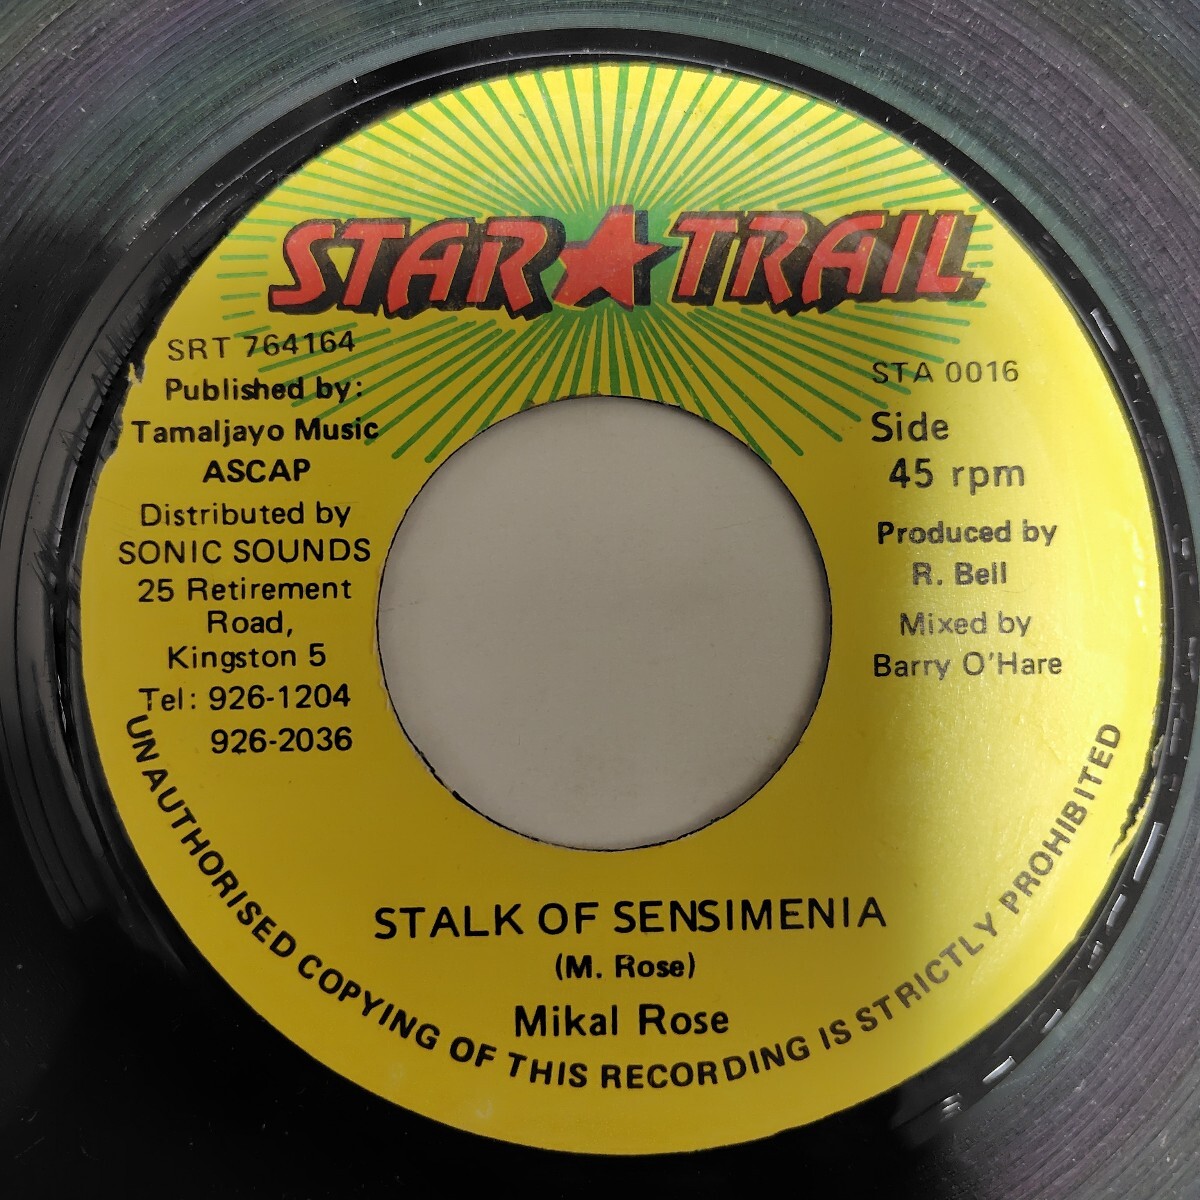 STAR★TRAIL
SRT 764164
Published by:
Tamaljayo Music
ASCAP
Distributed by
SONIC SOUNDS
25 Retirement
Road,
Kingston 5
Tel: 926-1204
926-2036
STA 0016
Side
45 rpm
Produced by
R. Bell
Mixed by
Barry O'Hare
STALK OF SENSIMENIA
(M. Rose)
Mikal Rose
UNAUTHORISED COPYING OF THIS RECORDING IS STRICTLY PROHIBITED